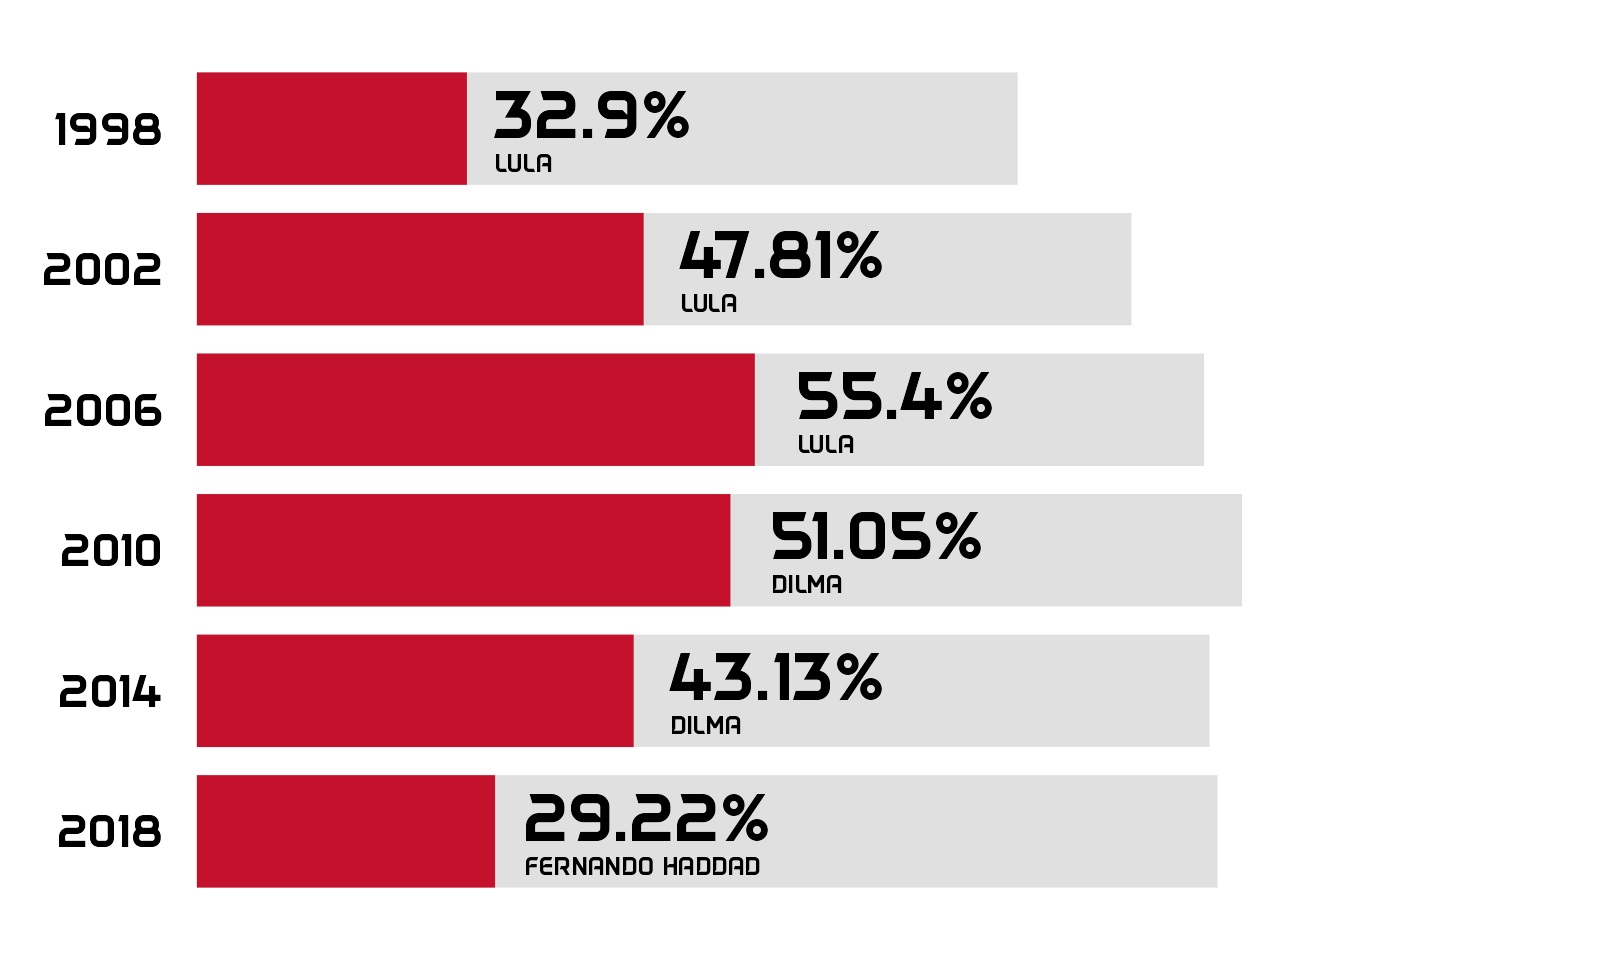 1998
32.9%
LULA
2002
47.81%
LULA
2006
55.4%
LULA
2010
51.05%
DILMA
2014
43.13%
DILMA
2018
29.22%
FERNANDO HADDAD